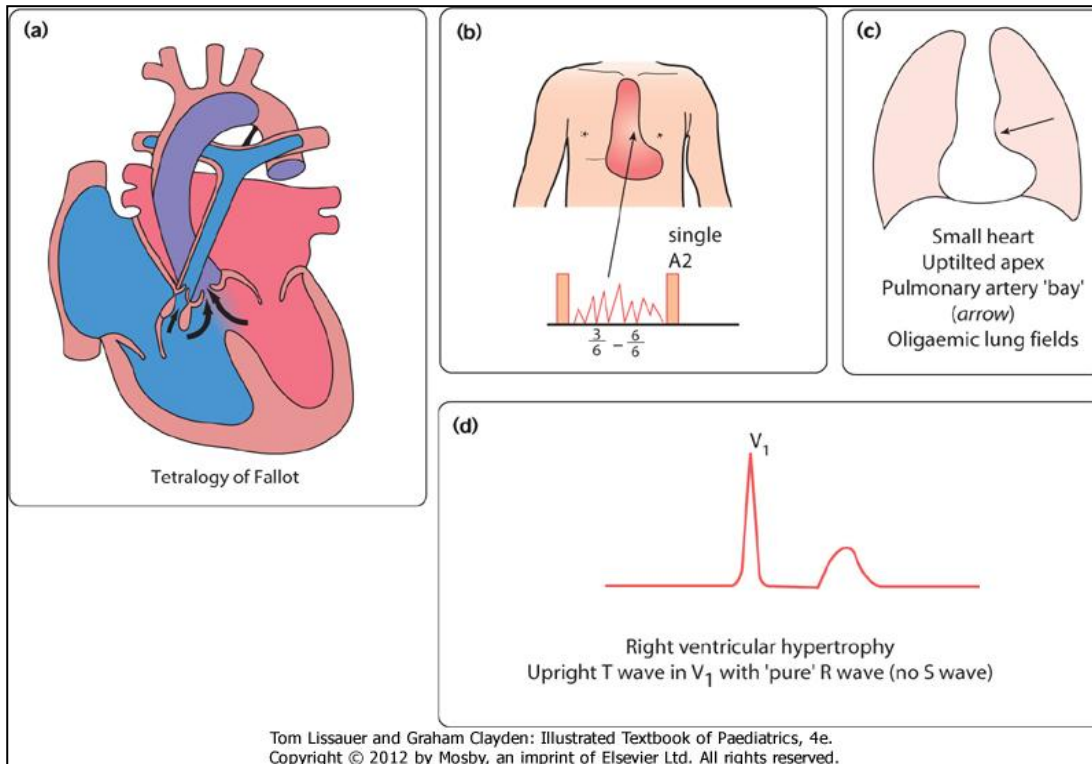 (a)
Tetralogy of Fallot
(b)
single
A2
3/6 – 6/6
(c)
Small heart
Uptilted apex
Pulmonary artery 'bay'
(arrow)
Oligaemic lung fields
(d)
V1
Right ventricular hypertrophy
Upright T wave in V1 with 'pure' R wave (no S wave)
Tom Lissauer and Graham Clayden: Illustrated Textbook of Paediatrics, 4e.
Copyright © 2012 by Mosby, an imprint of Elsevier Ltd. All rights reserved.